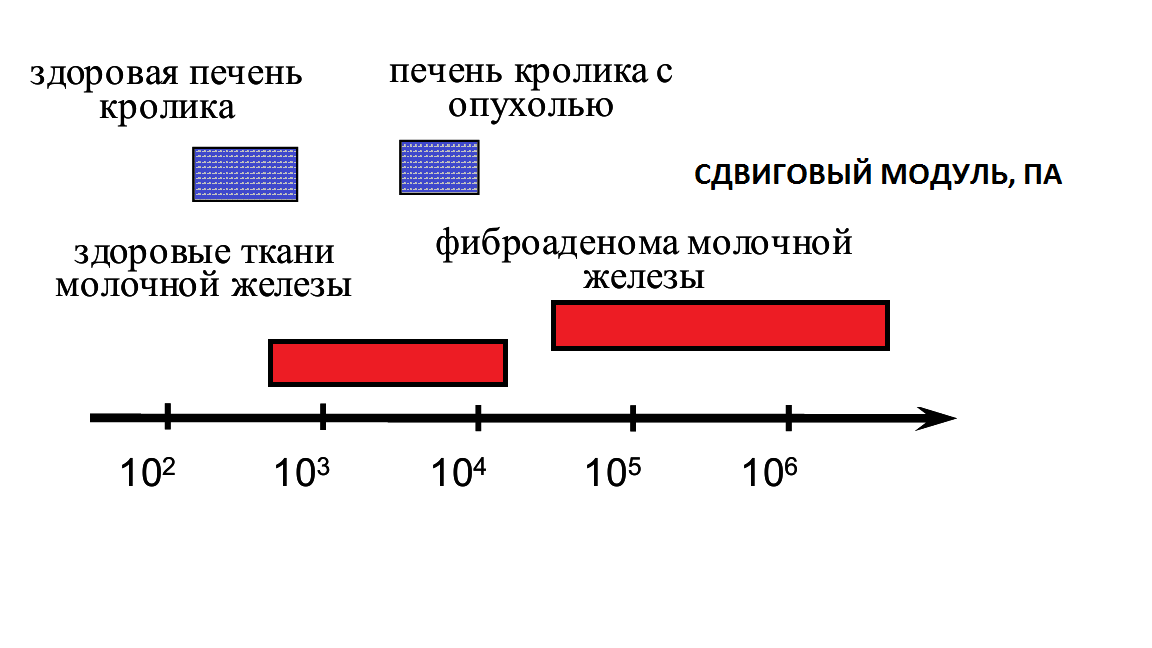 здоровая печень
кролика
печень кролика с
опухолью
СДВИГОВЫЙ МОДУЛЬ, ПА
здоровые ткани
молочной железы
фиброаденома молочной
железы
10² 10³ 10⁴ 10⁵ 10⁶